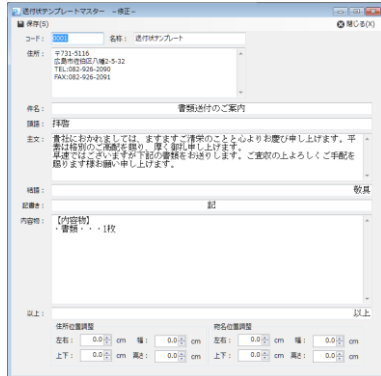 送付状テンプレートマスター －修正－
保存(S) 閉じる(X)
コード： 0001 名称： 送付状テンプレート
住所： 〒731-5116
広島市佐伯区八幡2-5-32
TEL:082-926-2090
FAX:082-926-2091
件名： 書類送付のご案内
頭語： 拝啓
主文： 貴社におかれましては、ますますご清栄のことと心よりお慶び申し上げます。平
素は格別のご高配を賜り、厚く御礼申し上げます。
早速ではございますが下記の書類をお送りします。ご査収の上よろしくご手配を
賜ります様お願い申し上げます。
結語： 敬具
記書き： 記
内容物： 【内容物】
・書類・・・1枚
以上： 以上
住所位置調整 宛名位置調整
左右： 0.0 cm 幅： 0.0 cm 左右： 0.0 cm 幅： 0.0 cm
上下： 0.0 cm 高さ： 0.0 cm 上下： 0.0 cm 高さ： 0.0 cm